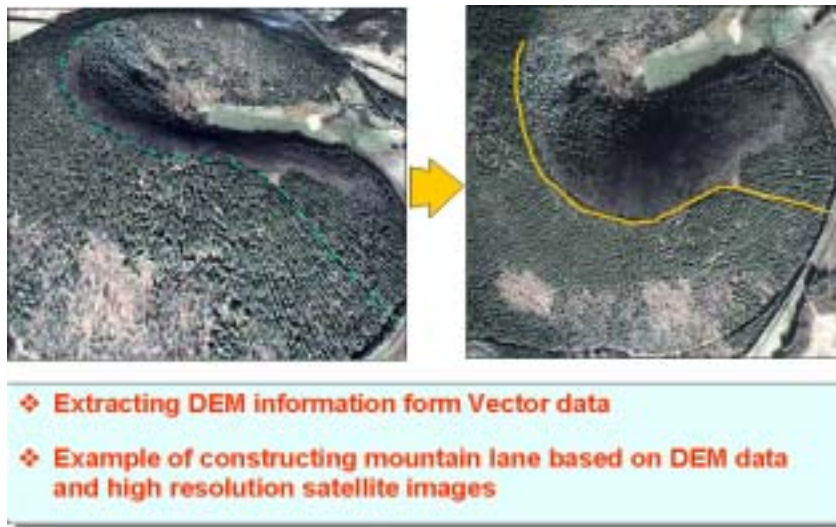 ❖ Extracting DEM information form Vector data
❖ Example of constructing mountain lane based on DEM data
and high resolution satellite images